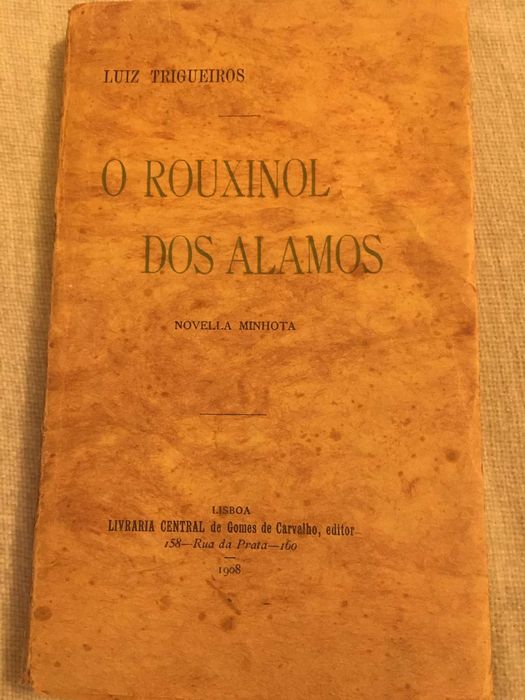 LUIZ TRIGUEIROS
O ROUXINOL
DOS ALAMOS
NOVELLA MINHOTA
LISBOA
LIVRARIA CENTRAL de Gomes de Carvalho, editor
158—Rua da Prata—160
1908